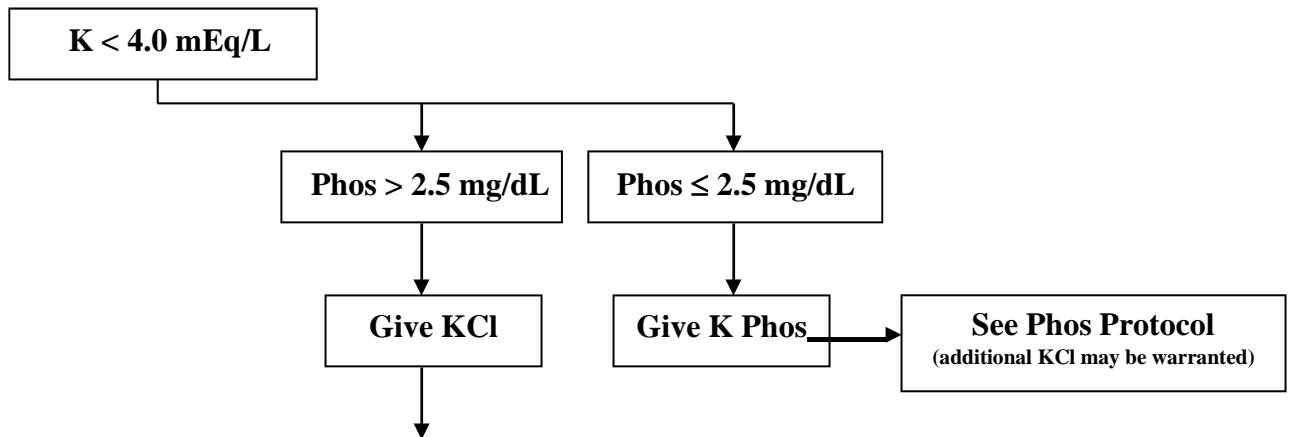 K < 4.0 mEq/L
Phos > 2.5 mg/dL
Phos ≤ 2.5 mg/dL
Give KCl
Give K Phos
See Phos Protocol
(additional KCl may be warranted)